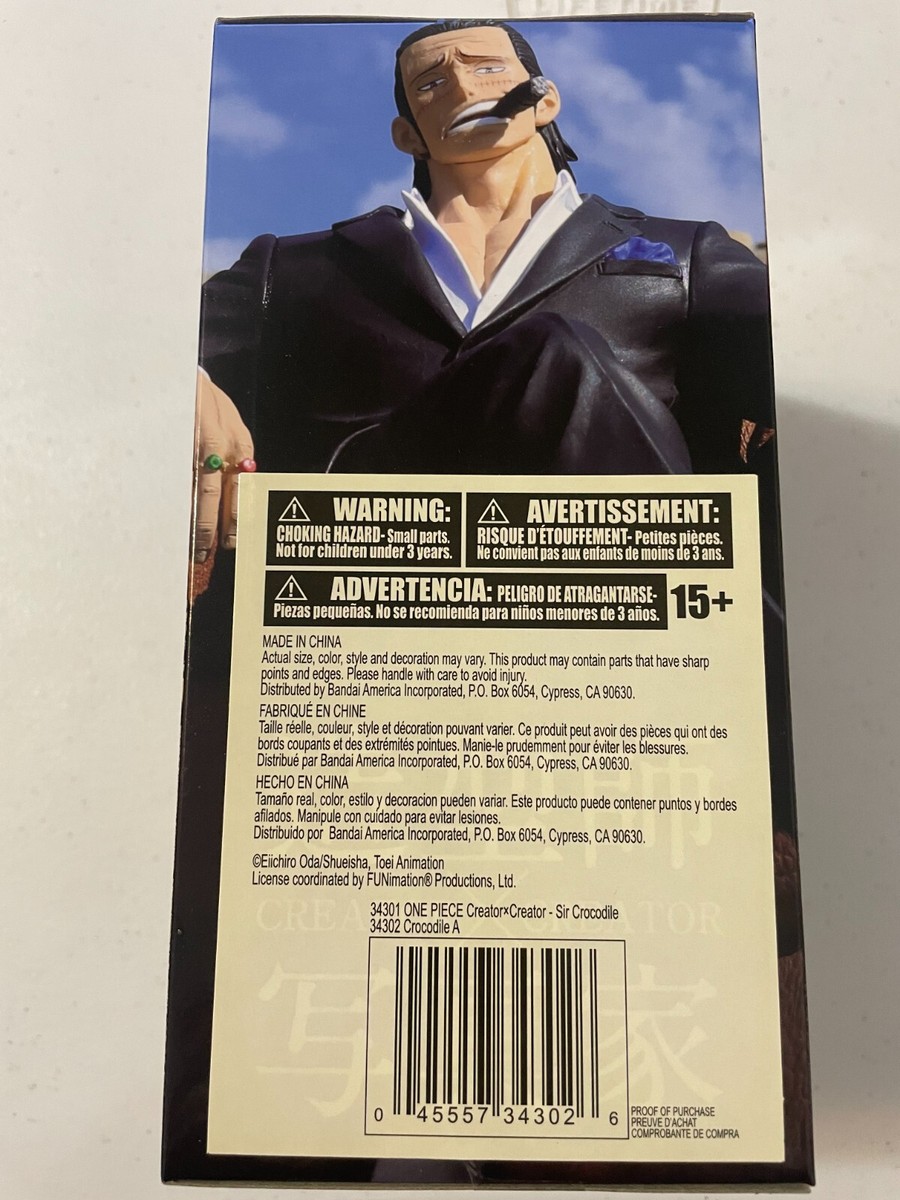 LIFETIME
WARNING:
CHOKING HAZARD- Small parts.
Not for children under 3 years.
AVERTISSEMENT:
RISQUE D'ÉTOUFFEMENT- Petites pièces.
Ne convient pas aux enfants de moins de 3 ans.
ADVERTENCIA: PELIGRO DE ATRAGANTARSE-
Piezas pequeñas. No se recomienda para niños menores de 3 años.
15+
MADE IN CHINA
Actual size, color, style and decoration may vary. This product may contain parts that have sharp
points and edges. Please handle with care to avoid injury.
Distributed by Bandai America Incorporated, P.O. Box 6054, Cypress, CA 90630.
FABRIQUÉ EN CHINE
Taille réelle, couleur, style et décoration pouvant varier. Ce produit peut avoir des pièces qui ont des
bords coupants et des extrémités pointues. Manie-le prudemment pour éviter les blessures.
Distribué par Bandai America Incorporated, P.O. Box 6054, Cypress, CA 90630.
HECHO EN CHINA
Tamaño real, color, estilo y decoracion pueden variar. Este producto puede contener puntos y bordes
afilados. Manipule con cuidado para evitar lesiones.
Distribuido por Bandai America Incorporated, P.O. Box 6054, Cypress, CA 90630.
©Eiichiro Oda/Shueisha, Toei Animation
License coordinated by FUNimation® Productions, Ltd.
34301 ONE PIECE Creator×Creator - Sir Crocodile
34302 Crocodile A
0 45557 34302 6
PROOF OF PURCHASE
PREUVE D'ACHAT
COMPROBANTE DE COMPRA